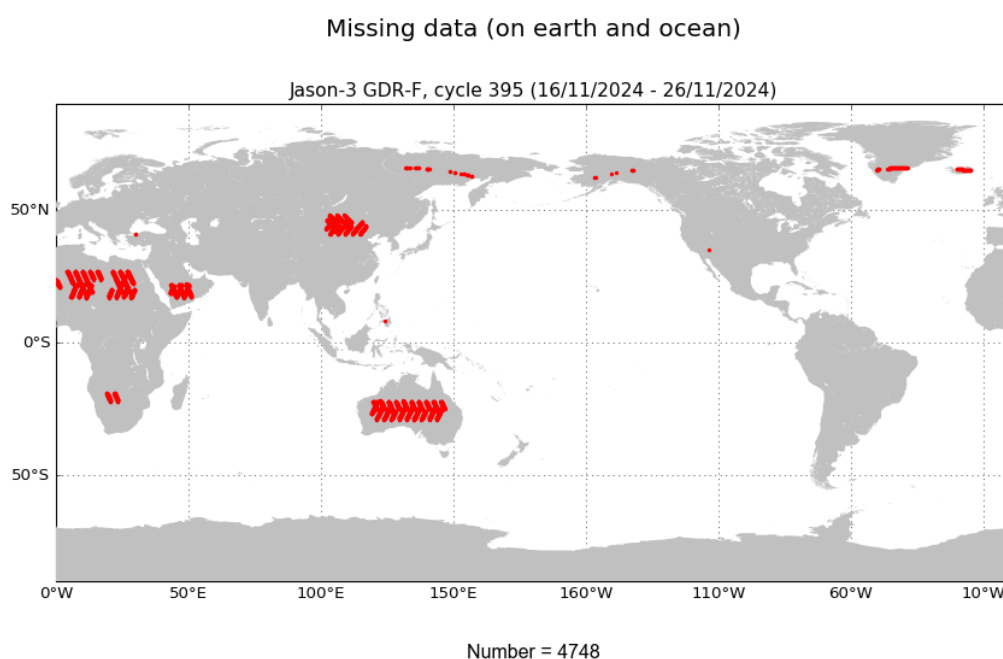 Missing data (on earth and ocean)
Jason-3 GDR-F, cycle 395 (16/11/2024 - 26/11/2024)
50°N
0°S
50°S
0°W 50°E 100°E 150°E 160°W 110°W 60°W 10°W
Number = 4748